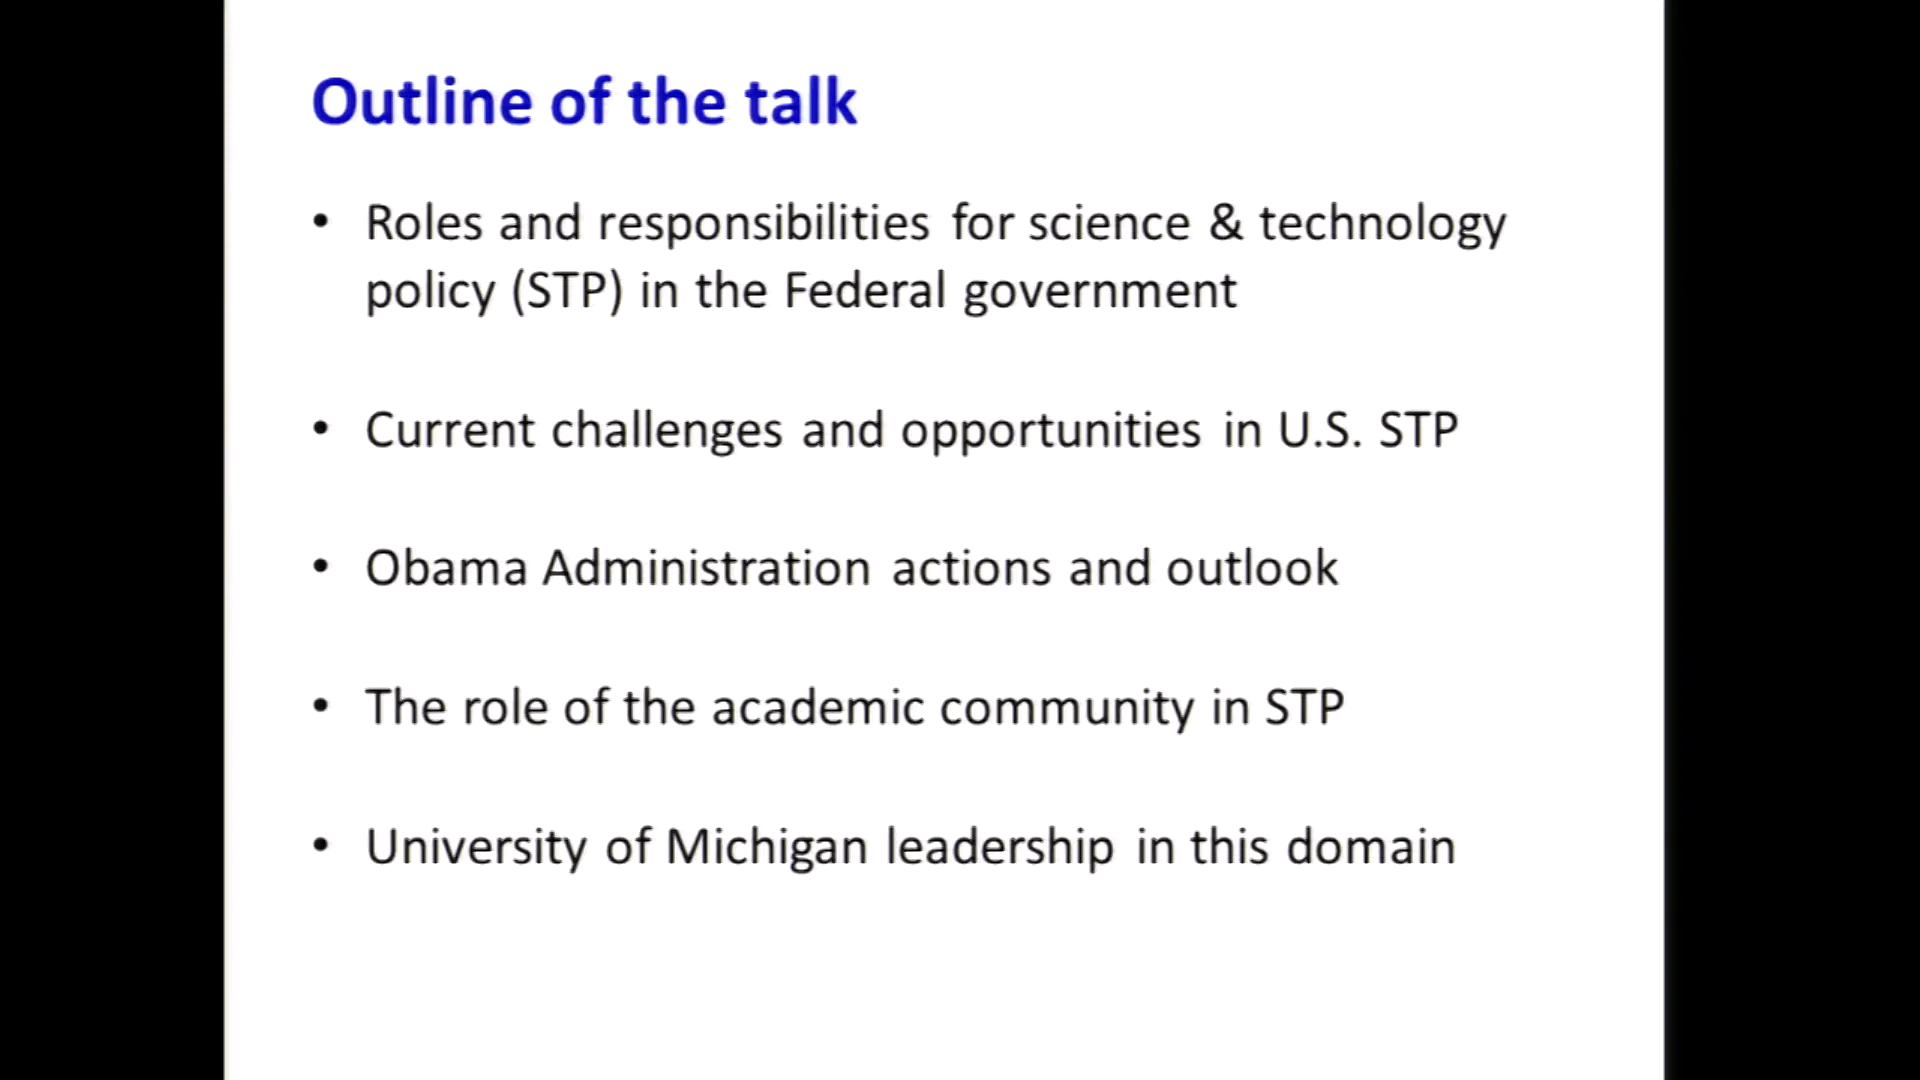 Outline of the talk
• Roles and responsibilities for science & technology
policy (STP) in the Federal government
• Current challenges and opportunities in U.S. STP
• Obama Administration actions and outlook
• The role of the academic community in STP
• University of Michigan leadership in this domain